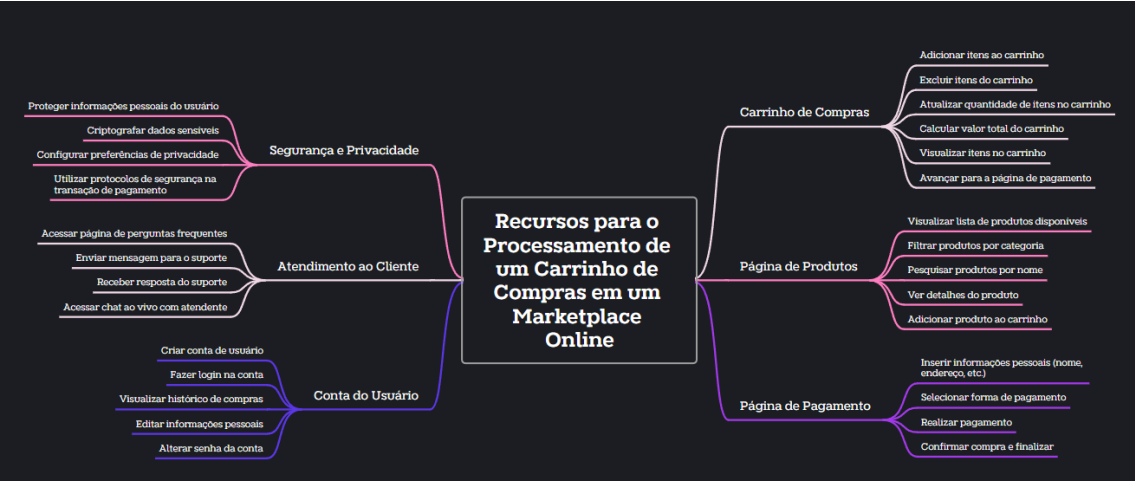 Recursos para o
Processamento de
um Carrinho de
Compras em um
Marketplace
Online
Carrinho de Compras
Adicionar itens ao carrinho
Excluir itens do carrinho
Atualizar quantidade de itens no carrinho
Calcular valor total do carrinho
Visualizar itens no carrinho
Avançar para a página de pagamento
Página de Produtos
Visualizar lista de produtos disponíveis
Filtrar produtos por categoria
Pesquisar produtos por nome
Ver detalhes do produto
Adicionar produto ao carrinho
Página de Pagamento
Inserir informações pessoais (nome,
endereço, etc.)
Selecionar forma de pagamento
Realizar pagamento
Confirmar compra e finalizar
Segurança e Privacidade
Proteger informações pessoais do usuário
Criptografar dados sensíveis
Configurar preferências de privacidade
Utilizar protocolos de segurança na
transação de pagamento
Atendimento ao Cliente
Acessar página de perguntas frequentes
Enviar mensagem para o suporte
Receber resposta do suporte
Acessar chat ao vivo com atendente
Conta do Usuário
Criar conta de usuário
Fazer login na conta
Visualizar histórico de compras
Editar informações pessoais
Alterar senha da conta